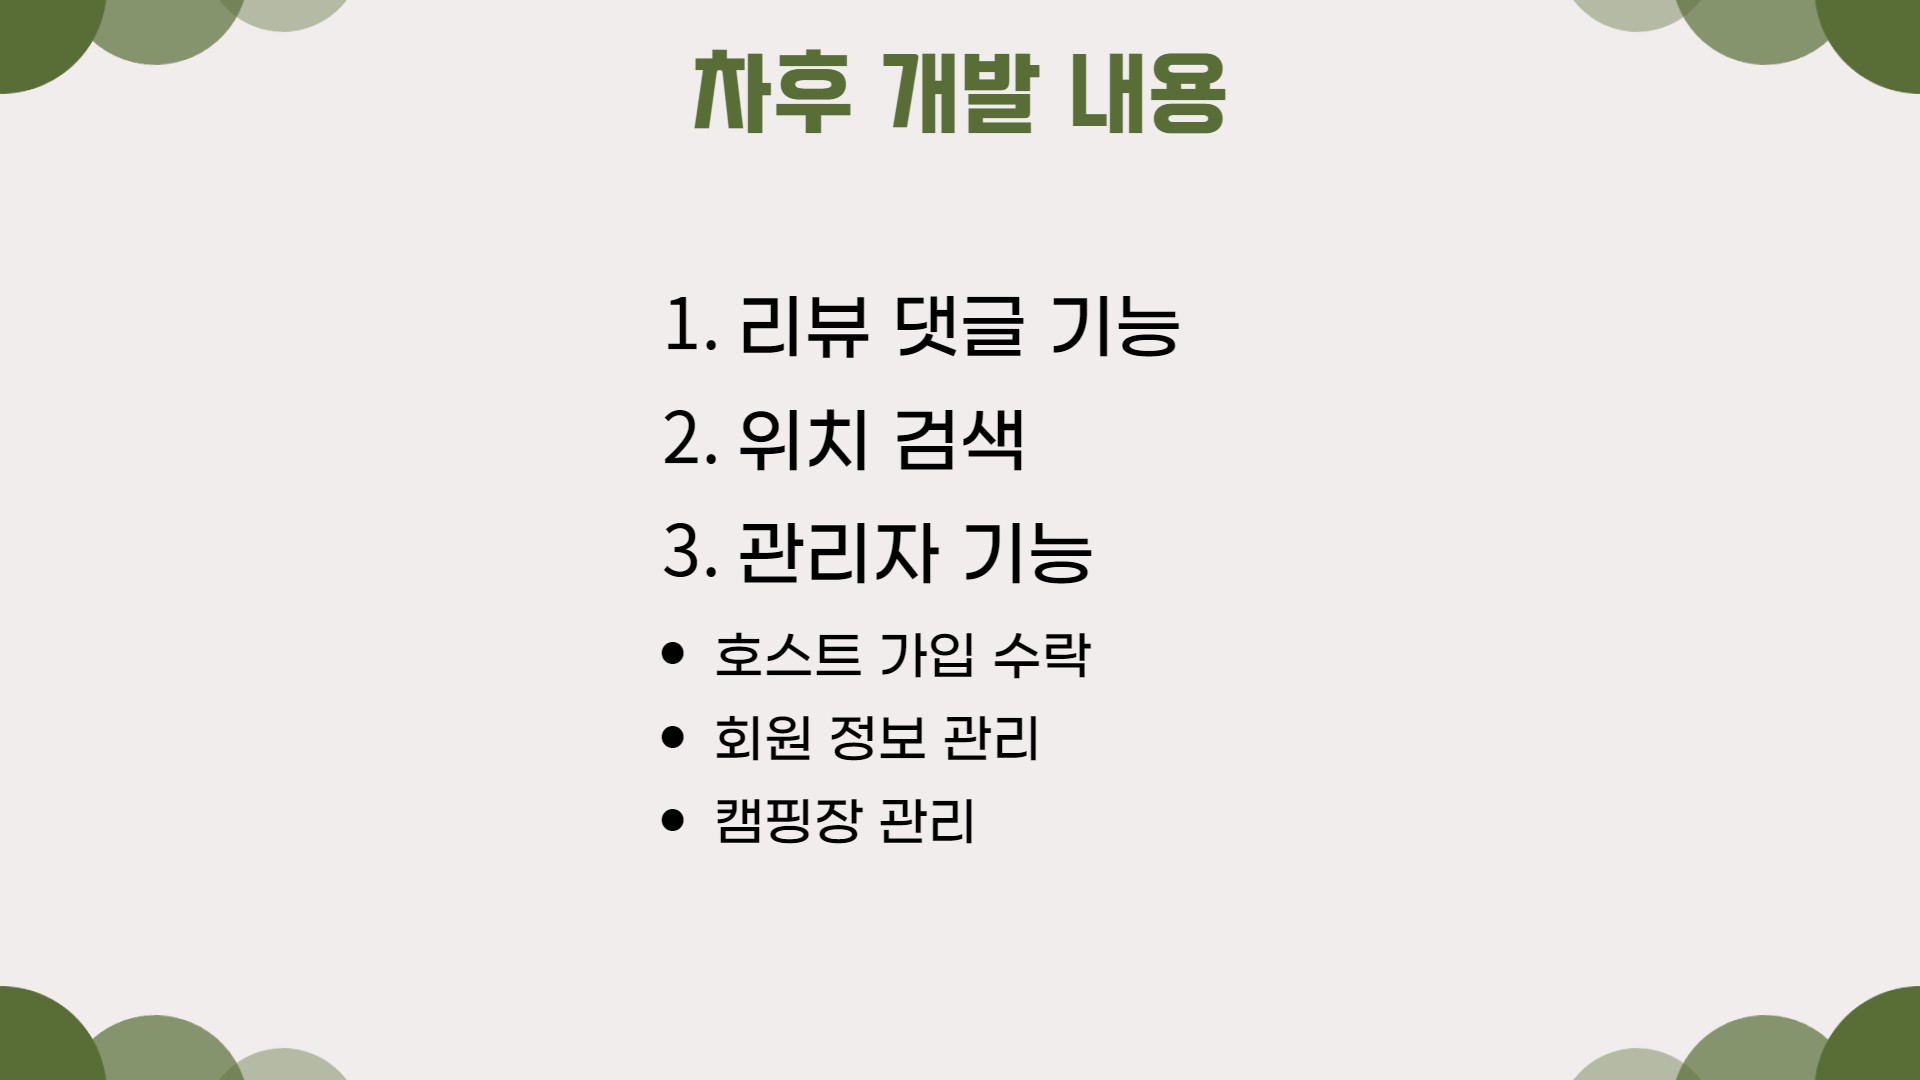 차후 개발 내용
1. 리뷰 댓글 기능
2. 위치 검색
3. 관리자 기능
● 호스트 가입 수락
● 회원 정보 관리
● 캠핑장 관리